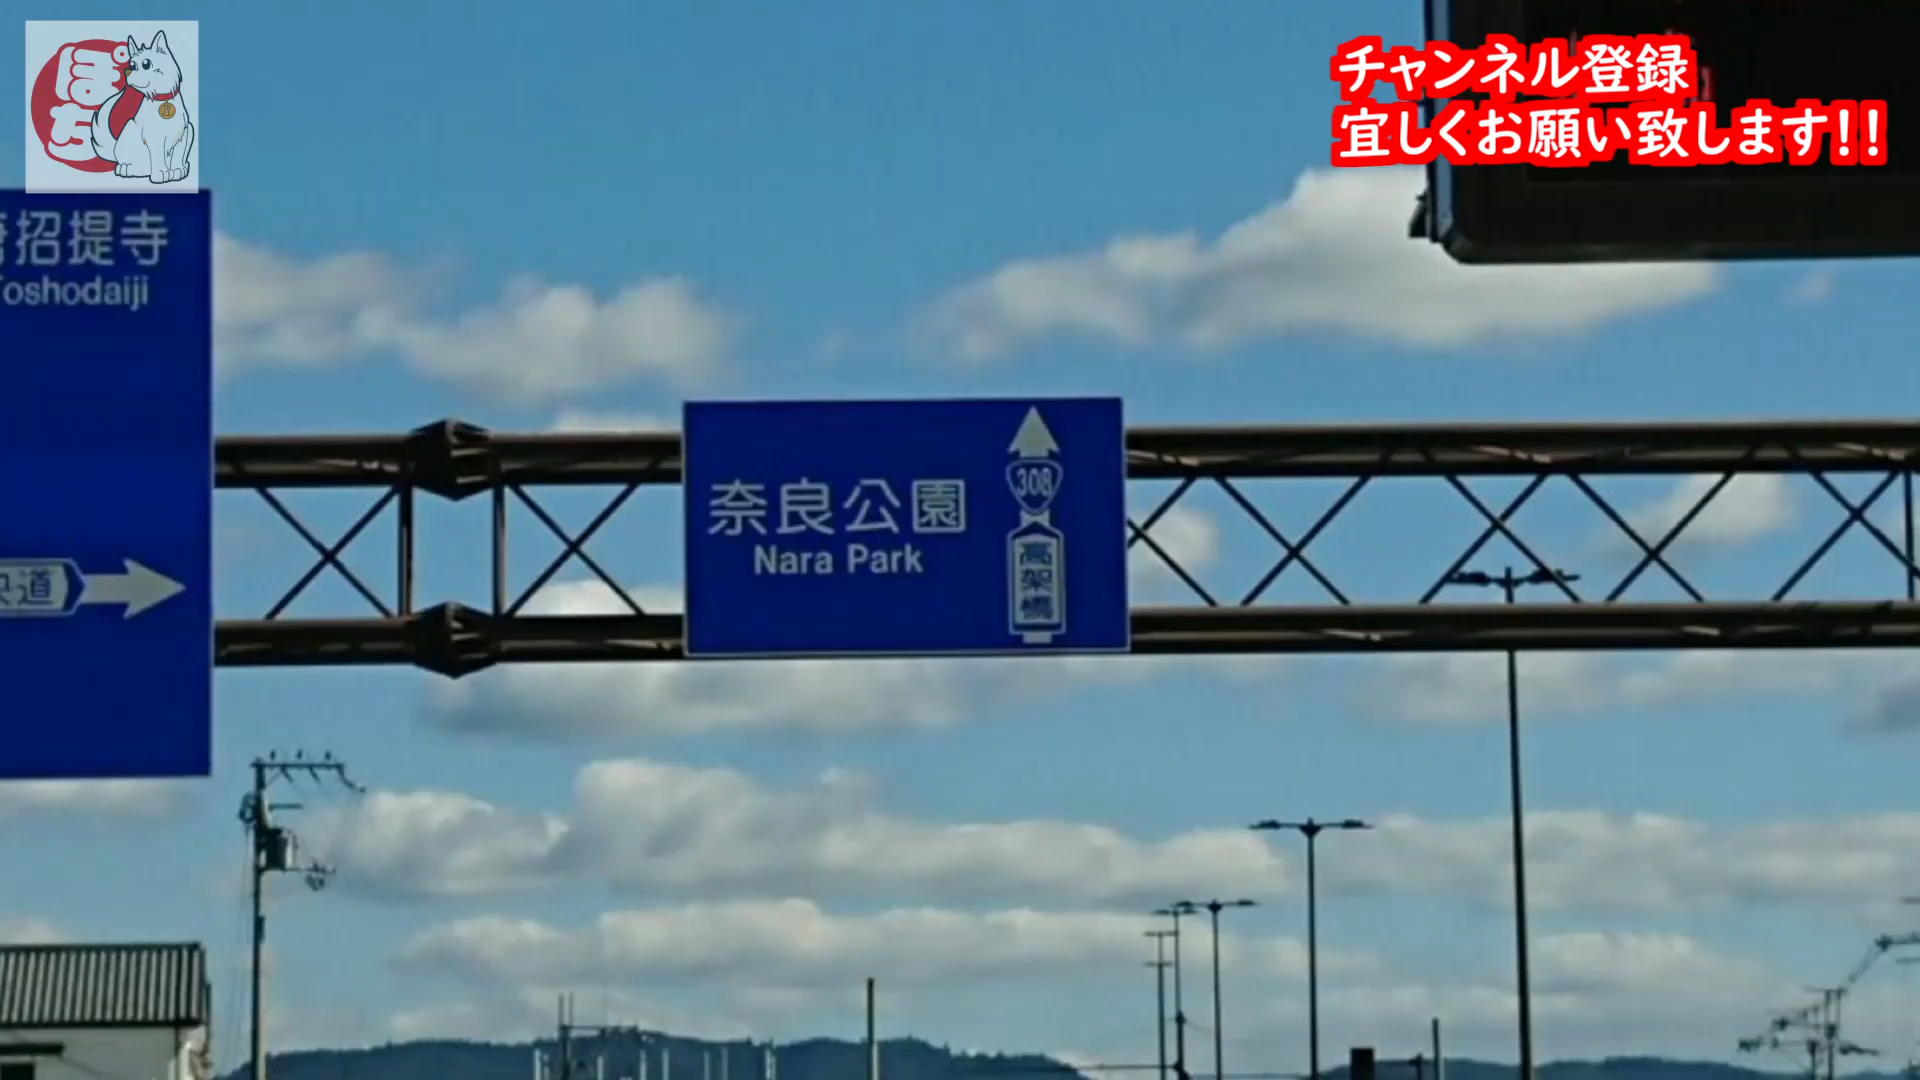 ぽち
チャンネル登録
宜しくお願い致します!!
招提寺
Toshodaiji
道
奈良公園
Nara Park
308
高架橋